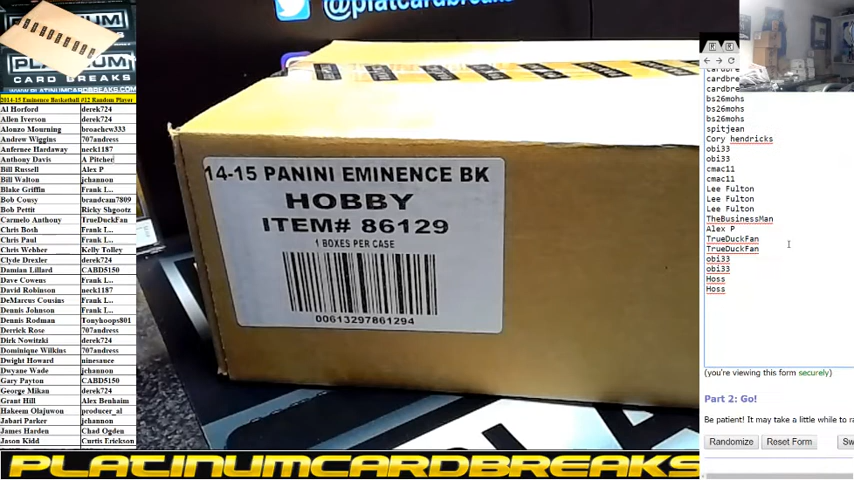 @platcardbreaks
PLATINUM
CARD BREAKS
WWW.PLATINUMCARDBREAKS.COM
2014-15 Eminence Basketball #12 Random Player
Al Horford derek724
Allen Iverson derek724
Alonzo Mourning broachcw333
Andrew Wiggins 707andress
Anfernee Hardaway neck1187
Anthony Davis A Pitcher
Bill Russell Alex P
Bill Walton jchannon
Blake Griffin Frank L..
Bob Cousy brandcam7809
Bob Pettit Ricky Shgootz
Carmelo Anthony TrueDuckFan
Chris Bosh Frank L..
Chris Paul Frank L..
Chris Webber Kelly Tolley
Clyde Drexler derek724
Damian Lillard CABD5150
Dave Cowens Frank L..
David Robinson neck1187
DeMarcus Cousins Frank L..
Dennis Johnson Frank L..
Dennis Rodman Tonyhoops801
Derrick Rose 707andress
Dirk Nowitzki derek724
Dominique Wilkins 707andress
Dwight Howard ninesauce
Dwyane Wade jchannon
Gary Payton CABD5150
George Mikan derek724
Grant Hill Alex Benhaim
Hakeem Olajuwon producer_al
Jabari Parker jchannon
James Harden Chad Ogden
Jason Kidd Curtis Erickson
14-15 PANINI EMINENCE BK
HOBBY
ITEM# 86129
1 BOXES PER CASE
00613297861294
cardbre
cardbre
bs26mohs
bs26mohs
bs26mohs
spitjean
Cory hendricks
obi33
obi33
cmac11
cmac11
Lee Fulton
Lee Fulton
Lee Fulton
TheBusinessMan
Alex P
TrueDuckFan
TrueDuckFan
obi33
obi33
Hoss
Hoss
(you're viewing this form securely)
Part 2: Go!
Be patient! It may take a little while to ra
Randomize Reset Form Sw
PLATINUMCARDBREAKS